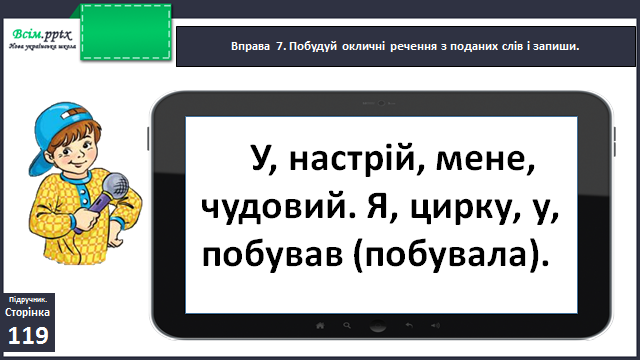 Всім.pptx
Нова українська школа
Вправа 7. Побудуй окличні речення з поданих слів і запиши.
У, настрій, мене,
чудовий. Я, цирку, у,
побував (побувала).
Підручник.
Сторінка
119